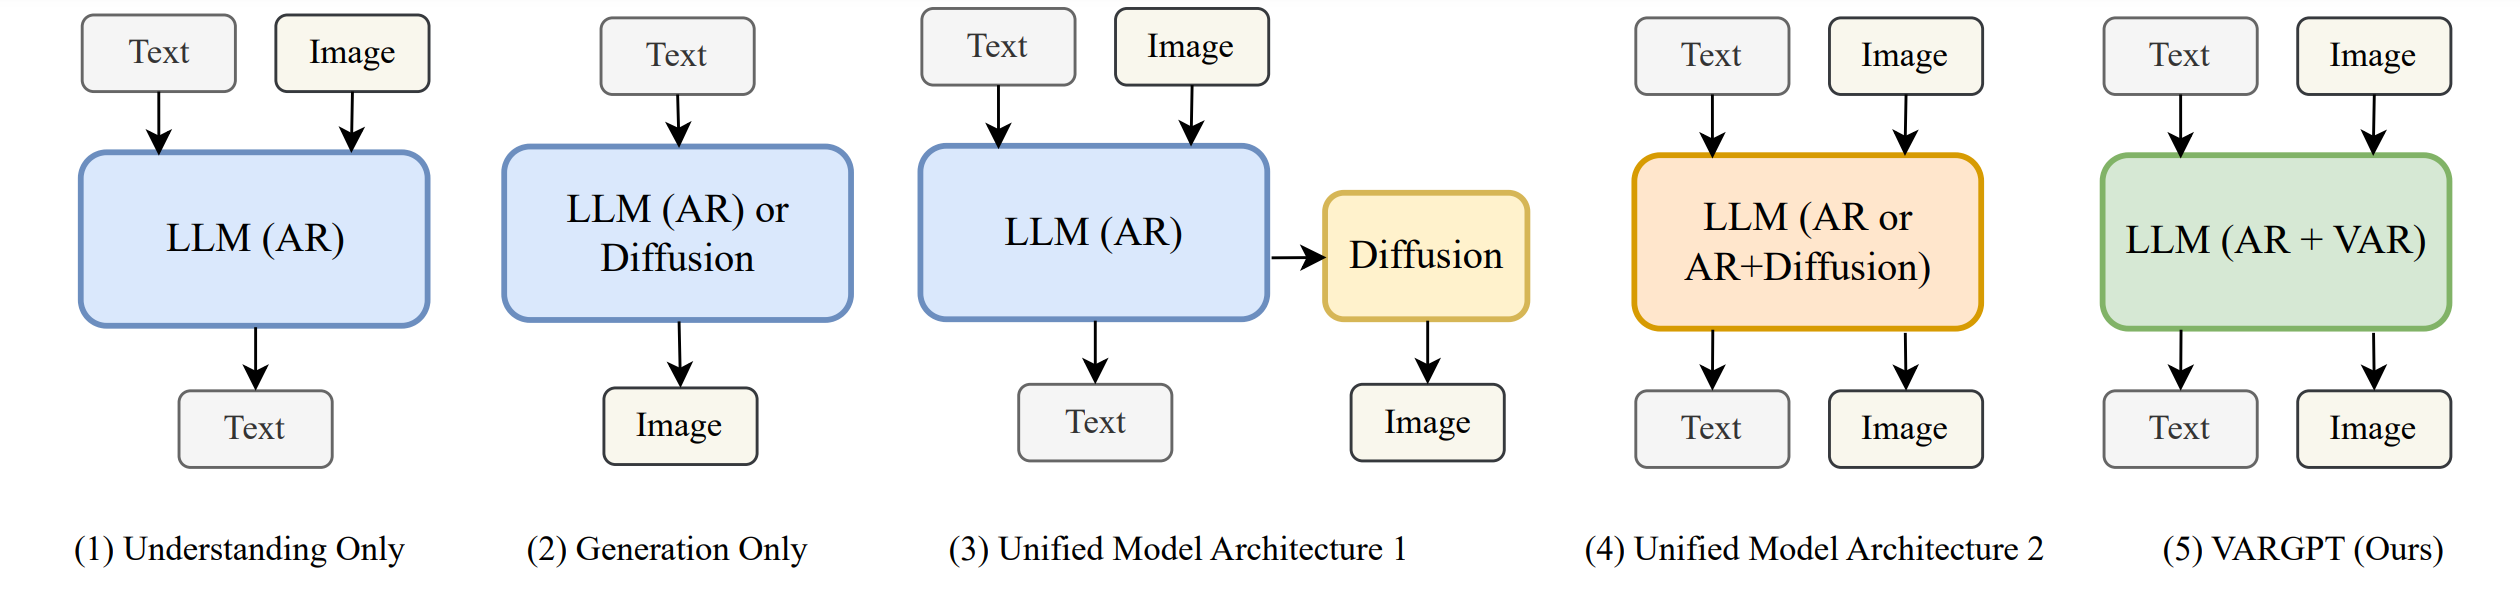 Text
Image
LLM (AR)
Text
(1) Understanding Only
Text
LLM (AR) or
Diffusion
Image
(2) Generation Only
Text
Image
LLM (AR)
Diffusion
Text
Image
(3) Unified Model Architecture 1
Text
Image
LLM (AR or
AR+Diffusion)
Text
Image
(4) Unified Model Architecture 2
Text
Image
LLM (AR + VAR)
Text
Image
(5) VARGPT (Ours)